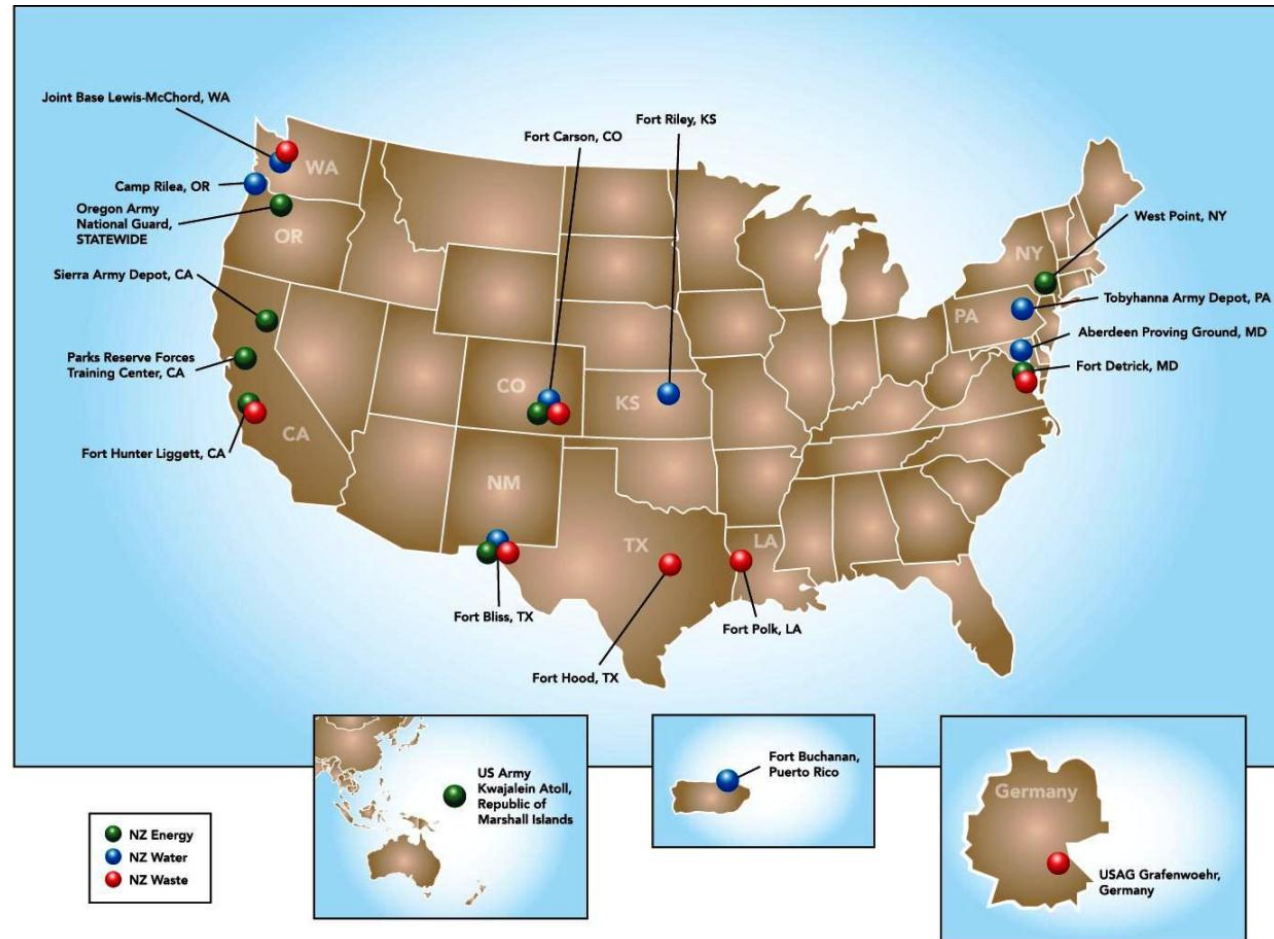 Joint Base Lewis-McChord, WA
Fort Carson, CO
Fort Riley, KS
WA
Camp Rilea, OR
Oregon Army
National Guard,
STATEWIDE
OR
West Point, NY
NY
Sierra Army Depot, CA
Tobyhanna Army Depot, PA
PA
Aberdeen Proving Ground, MD
Parks Reserve Forces
Training Center, CA
Fort Detrick, MD
CO
KS
CA
Fort Hunter Liggett, CA
NM
TX
LA
Fort Bliss, TX
Fort Polk, LA
Fort Hood, TX
US Army
Kwajalein Atoll,
Republic of
Marshall Islands
Fort Buchanan,
Puerto Rico
Germany
USAG Grafenwoehr,
Germany
NZ Energy
NZ Water
NZ Waste